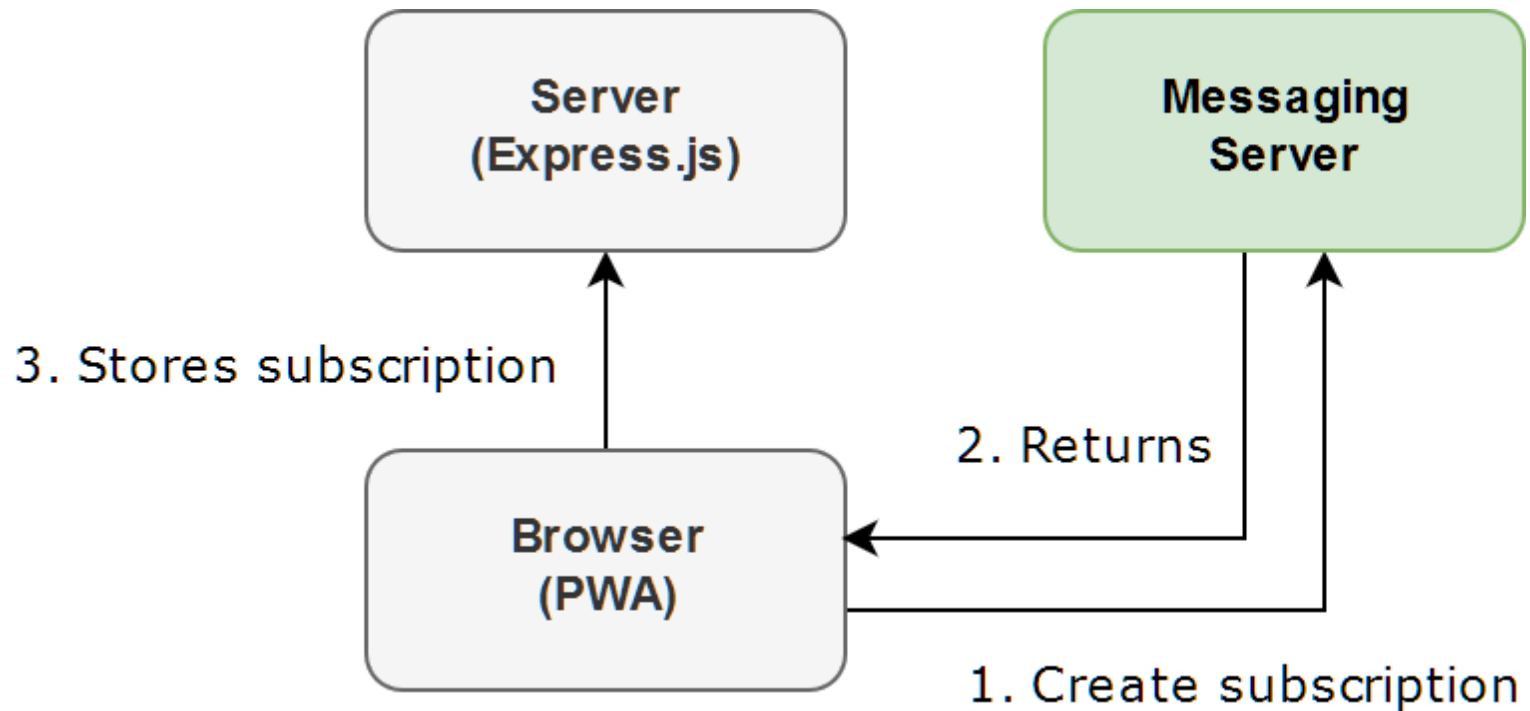 Server
(Express.js)
Messaging
Server
3. Stores subscription
2. Returns
Browser
(PWA)
1. Create subscription